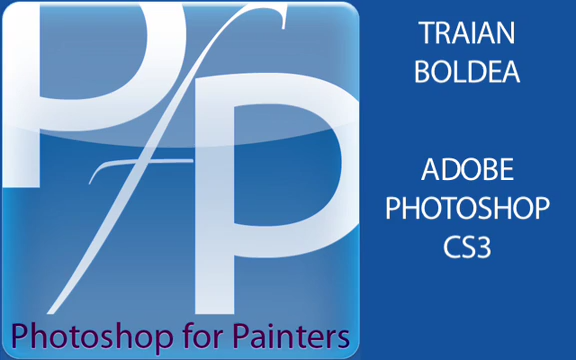 PfP
Photoshop for Painters
TRAIAN
BOLDEA
ADOBE
PHOTOSHOP
CS3